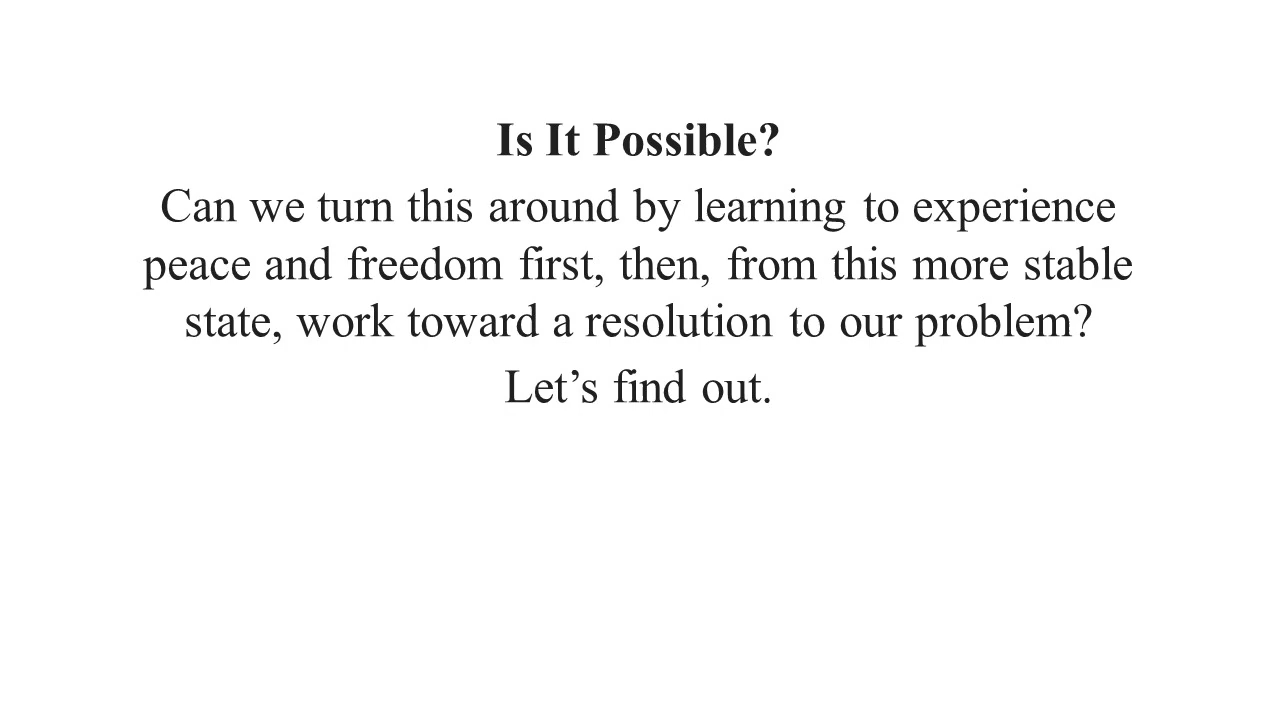 Is It Possible?
Can we turn this around by learning to experience
peace and freedom first, then, from this more stable
state, work toward a resolution to our problem?
Let’s find out.